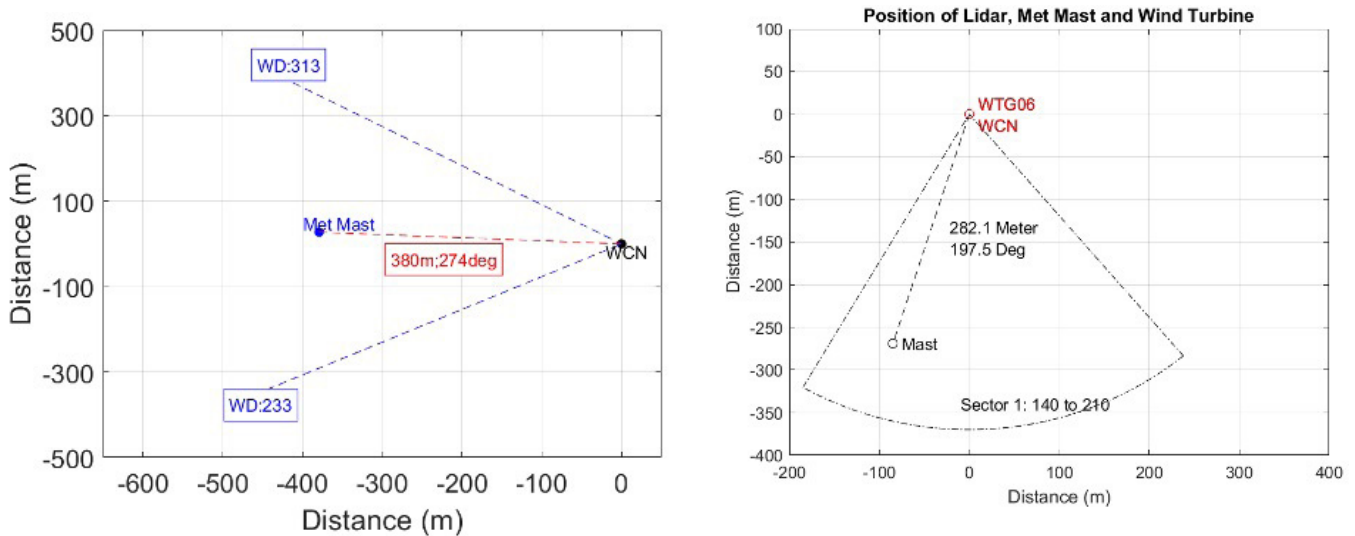 500
300
100
-100
-300
-500
-600
-500
-400
-300
-200
-100
0
Distance (m)
Distance (m)
WD:313
Met Mast
WCN
380m;274deg
WD:233
Position of Lidar, Met Mast and Wind Turbine
100
50
0
-50
-100
-150
-200
-250
-300
-350
-400
-200
-100
0
100
200
300
400
Distance (m)
Distance (m)
WTG06
WCN
282.1 Meter
197.5 Deg
Mast
Sector 1: 140 to 210